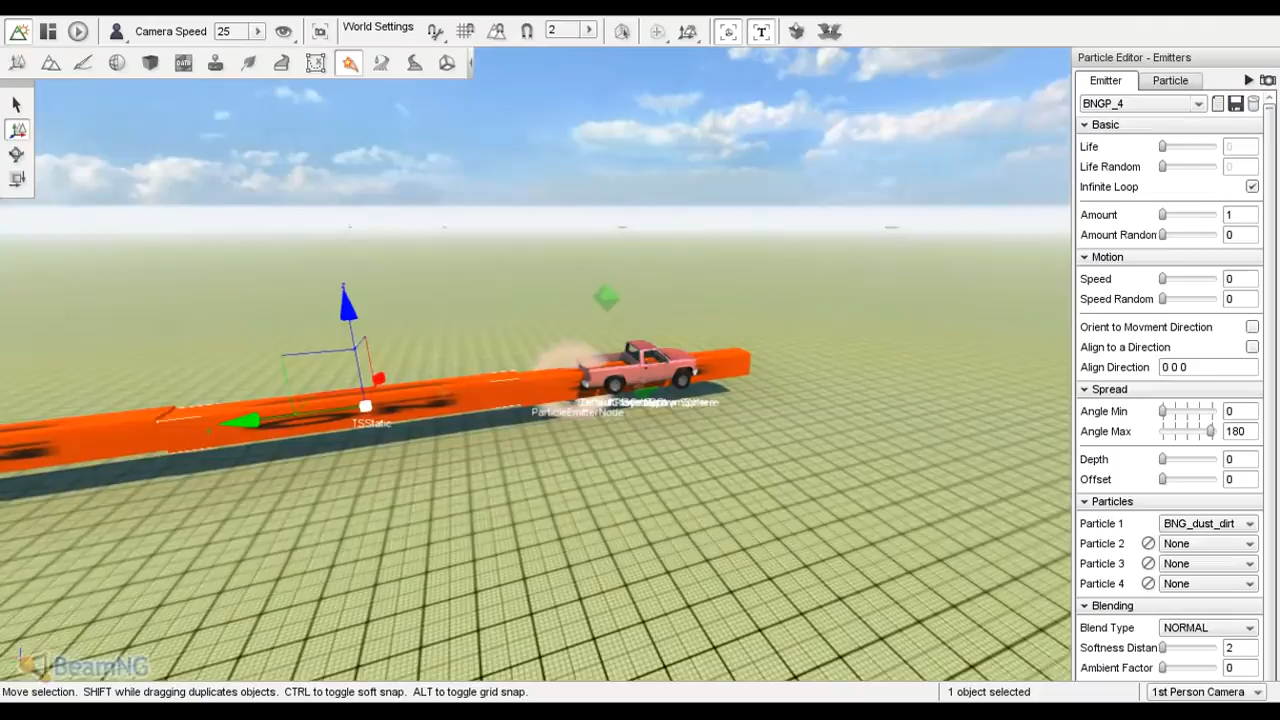 Camera Speed 25 World Settings 2
Particle Editor - Emitters
Emitter Particle
BNGP_4
Basic
Life 0
Life Random 0
Infinite Loop
Amount 1
Amount Random 0
Motion
Speed 0
Speed Random 0
Orient to Movment Direction
Align to a Direction
Align Direction 0 0 0
Spread
Angle Min 0
Angle Max 180
Depth 0
Offset 0
Particles
Particle 1 BNG_dust_dirt
Particle 2 None
Particle 3 None
Particle 4 None
Blending
Blend Type NORMAL
Softness Distan 2
Ambient Factor 0
ParticleEmitterNode
TSStatic
BeamNG
Move selection. SHIFT while dragging duplicates objects. CTRL to toggle soft snap. ALT to toggle grid snap.
1 object selected
1st Person Camera